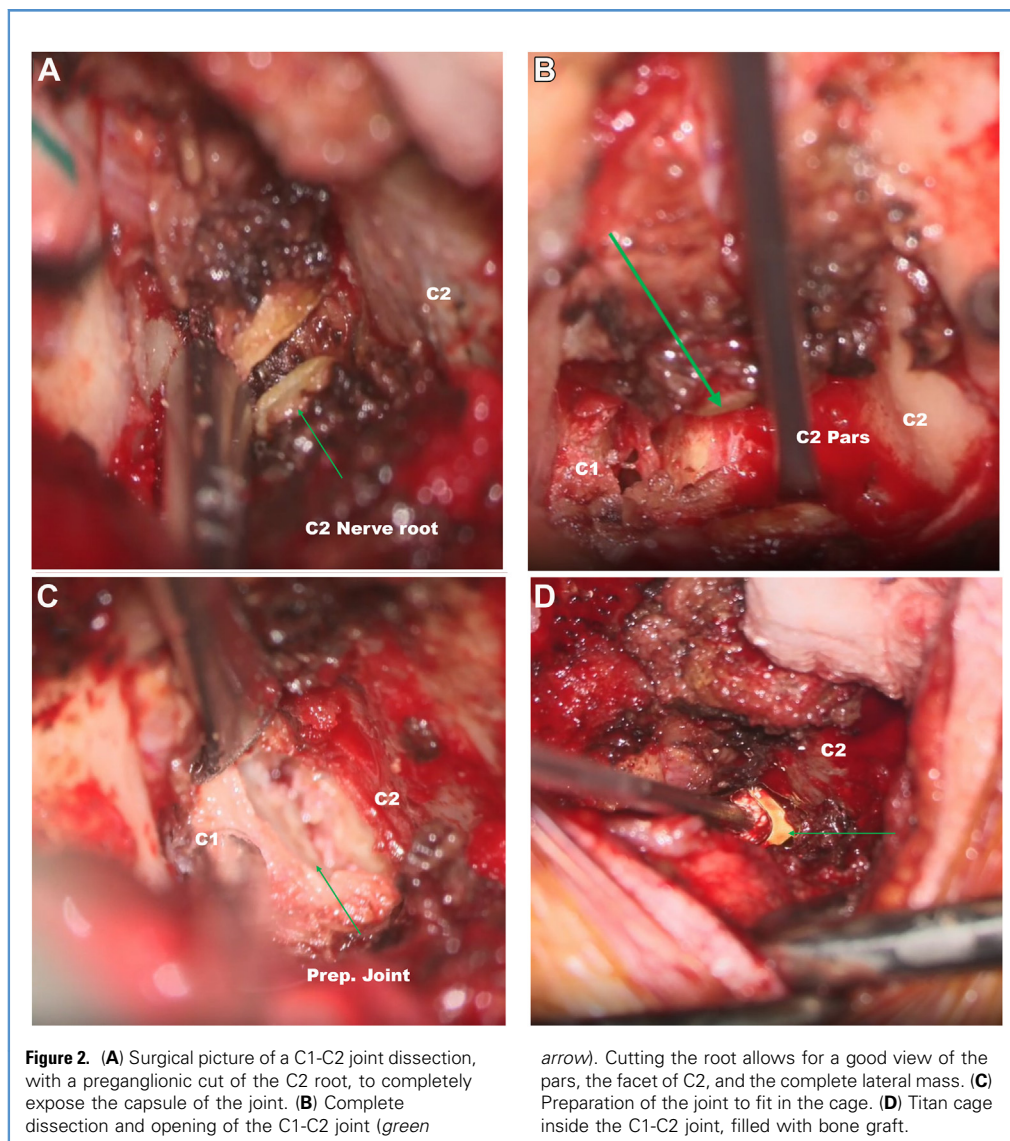 A
C2
C2 Nerve root
B
C1
C2 Pars
C2
C
C1
C2
Prep. Joint
D
C2
Figure 2. (A) Surgical picture of a C1-C2 joint dissection,
with a preganglionic cut of the C2 root, to completely
expose the capsule of the joint. (B) Complete
dissection and opening of the C1-C2 joint (green
arrow). Cutting the root allows for a good view of the
pars, the facet of C2, and the complete lateral mass. (C)
Preparation of the joint to fit in the cage. (D) Titan cage
inside the C1-C2 joint, filled with bone graft.